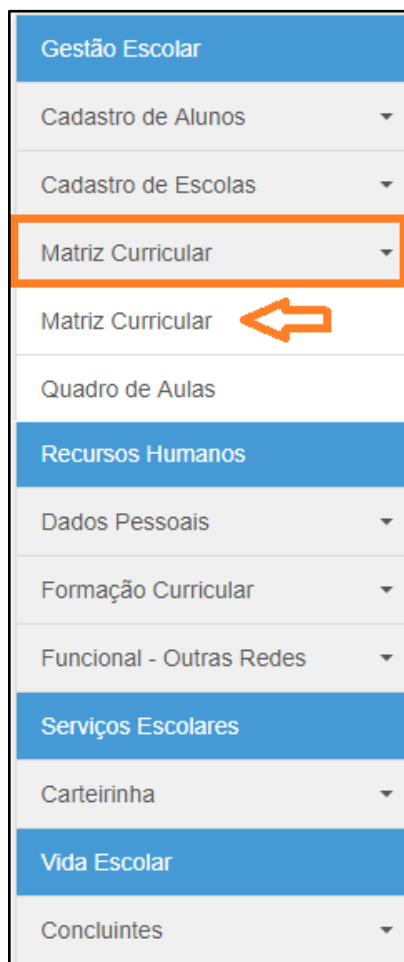 Gestão Escolar
Cadastro de Alunos
Cadastro de Escolas
Matriz Curricular
Matriz Curricular
Quadro de Aulas
Recursos Humanos
Dados Pessoais
Formação Curricular
Funcional - Outras Redes
Serviços Escolares
Carteirinha
Vida Escolar
Concluintes